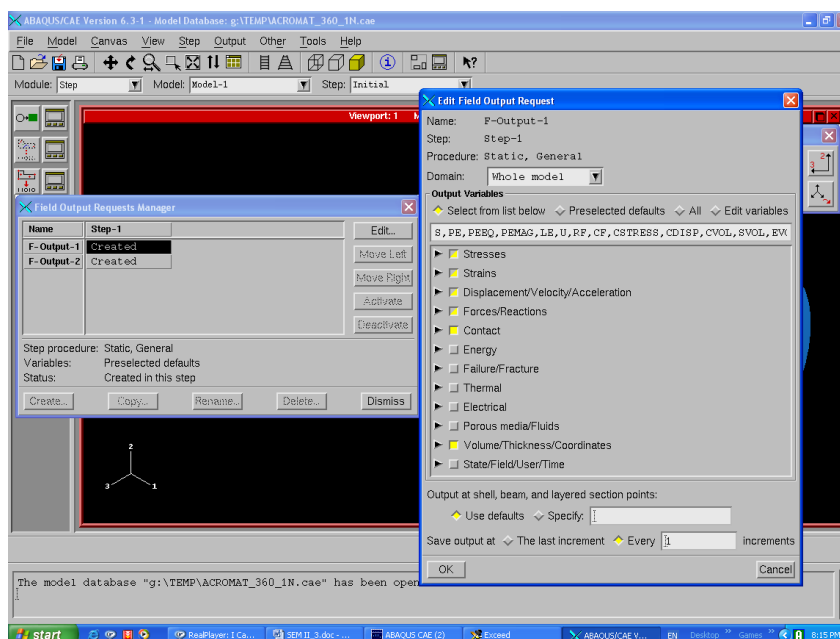 ABAQUS/CAE Version 6.3-1 - Model Database: g:\TEMP\ACROMAT_360_1N.cae
File Model Canvas View Step Output Other Tools Help
Module: Step Model: Model-1 Step: Initial
Viewport: 1
Field Output Requests Manager
Name Step-1
F-Output-1 Created
F-Output-2 Created
Edit...
Move Left
Move Right
Activate
Deactivate
Step procedure: Static, General
Variables: Preselected defaults
Status: Created in this step
Create... Copy... Rename... Delete... Dismiss
2
3 1
Edit Field Output Request
Name: F-Output-1
Step: Step-1
Procedure: Static, General
Domain: Whole model
Output Variables
Select from list below Preselected defaults All Edit variables
S,PE,PEEQ,PEMAG,LE,U,RF,CF,CSTRESS,CDISP,CVOL,SVOL,EVO
Stresses
Strains
Displacement/Velocity/Acceleration
Forces/Reactions
Contact
Energy
Failure/Fracture
Thermal
Electrical
Porous media/Fluids
Volume/Thickness/Coordinates
State/Field/User/Time
Output at shell, beam, and layered section points:
Use defaults Specify:
Save output at The last increment Every 1 increments
OK Cancel
The model database "g:\TEMP\ACROMAT_360_1N.cae" has been open
start RealPlayer: I Ca... SEM II_3.doc - ... ABAQUS CAE (2) Exceed ABAQUS/CAE V... EN Desktop Games